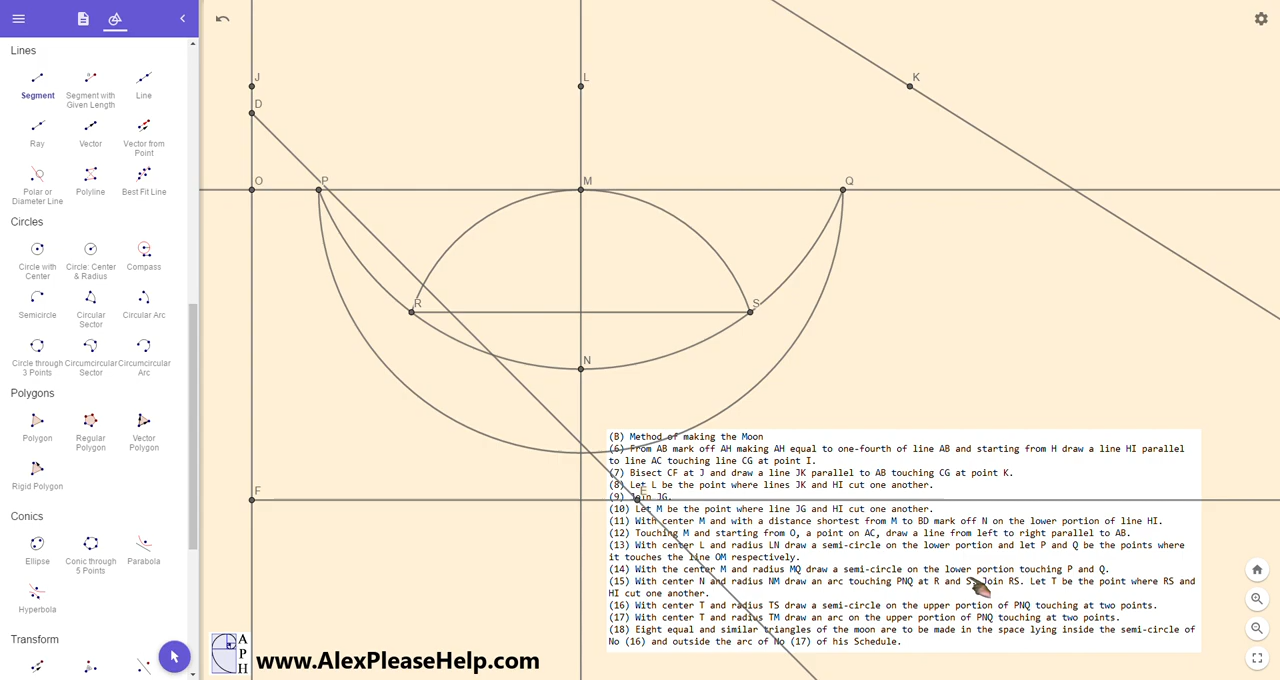 Lines
Segment
Segment with
Given Length
Line
Ray
Vector
Vector from
Point
Polar or
Diameter Line
Polyline
Best Fit Line
Circles
Circle with
Center
Circle: Center
& Radius
Compass
Semicircle
Circular
Sector
Circular Arc
Circle through
3 Points
Circumcircular
Sector
Circumcircular
Arc
Polygons
Polygon
Regular
Polygon
Vector
Polygon
Rigid Polygon
Conics
Ellipse
Conic through
5 Points
Parabola
Hyperbola
Transform
J
L
K
D
O
P
M
Q
R
S
N
F
E
(B) Method of making the Moon
(6) From AB mark off AH making AH equal to one-fourth of line AB and starting from H draw a line HI parallel
to line AC touching line CG at point I.
(7) Bisect CF at J and draw a line JK parallel to AB touching CG at point K.
(8) Let L be the point where lines JK and HI cut one another.
(9) Join JG.
(10) Let M be the point where line JG and HI cut one another.
(11) With center M and with a distance shortest from M to BD mark off N on the lower portion of line HI.
(12) Touching M and starting from O, a point on AC, draw a line from left to right parallel to AB.
(13) With center L and radius LN draw a semi-circle on the lower portion and let P and Q be the points where
it touches the line OM respectively.
(14) With the center M and radius MQ draw a semi-circle on the lower portion touching P and Q.
(15) With center N and radius NM draw an arc touching PNQ at R and S. Join RS. Let T be the point where RS and
HI cut one another.
(16) With center T and radius TS draw a semi-circle on the upper portion of PNQ touching at two points.
(17) With center T and radius TM draw an arc on the upper portion of PNQ touching at two points.
(18) Eight equal and similar triangles of the moon are to be made in the space lying inside the semi-circle of
No (16) and outside the arc of No (17) of his Schedule.
A
P
H
www.AlexPleaseHelp.com